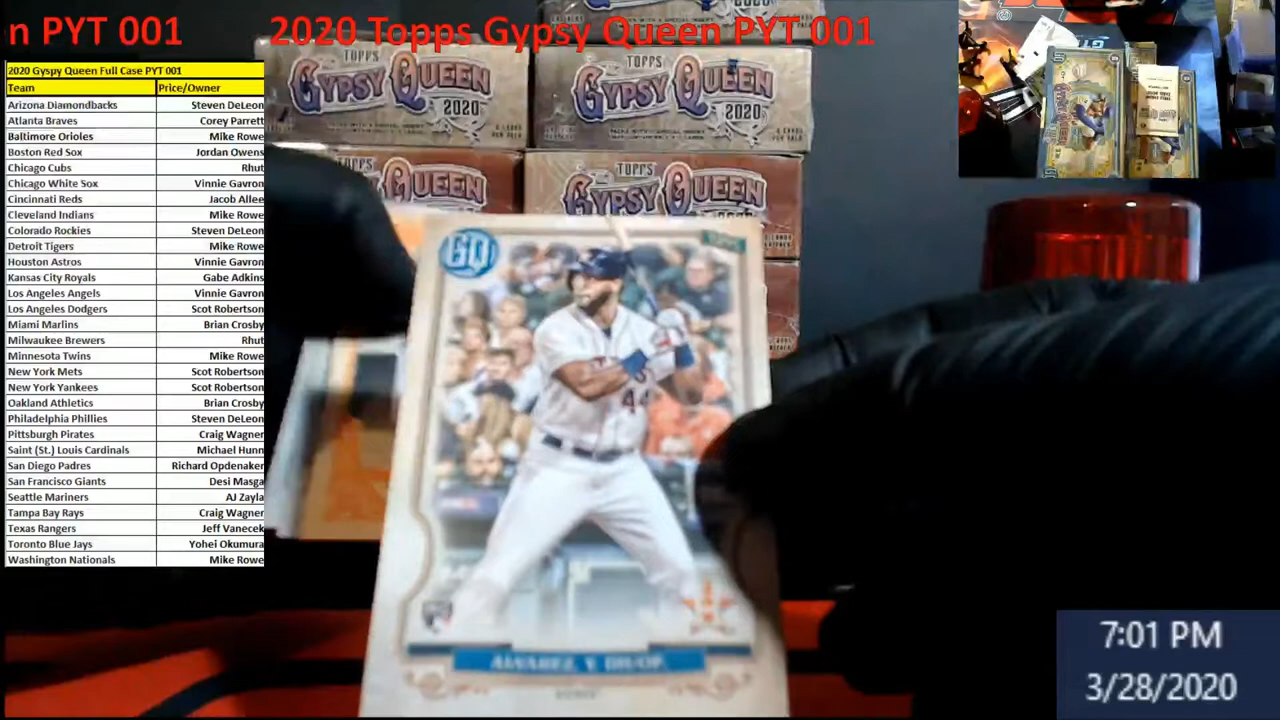 n PYT 001
2020 Topps Gypsy Queen PYT 001
2020 Gyspy Queen Full Case PYT 001
Team Price/Owner
Arizona Diamondbacks Steven DeLeon
Atlanta Braves Corey Parrett
Baltimore Orioles Mike Rowe
Boston Red Sox Jordan Owens
Chicago Cubs Rhut
Chicago White Sox Vinnie Gavron
Cincinnati Reds Jacob Allee
Cleveland Indians Mike Rowe
Colorado Rockies Steven DeLeon
Detroit Tigers Mike Rowe
Houston Astros Vinnie Gavron
Kansas City Royals Gabe Adkins
Los Angeles Angels Vinnie Gavron
Los Angeles Dodgers Scot Robertson
Miami Marlins Brian Crosby
Milwaukee Brewers Rhut
Minnesota Twins Mike Rowe
New York Mets Scot Robertson
New York Yankees Scot Robertson
Oakland Athletics Brian Crosby
Philadelphia Phillies Steven DeLeon
Pittsburgh Pirates Craig Wagner
Saint (St.) Louis Cardinals Michael Hunn
San Diego Padres Richard Opdenaker
San Francisco Giants Desi Masga
Seattle Mariners AJ Zayla
Tampa Bay Rays Craig Wagner
Texas Rangers Jeff Vanecek
Toronto Blue Jays Yohei Okumura
Washington Nationals Mike Rowe
TOPPS
GYPSY QUEEN
2020
TOPPS
GYPSY QUEEN
2020
TOPPS
QUEEN
TOPPS
GYPSY QUEEN
GQ
44
ALVAREZ, Y. DH/OF.
7:01 PM
3/28/2020